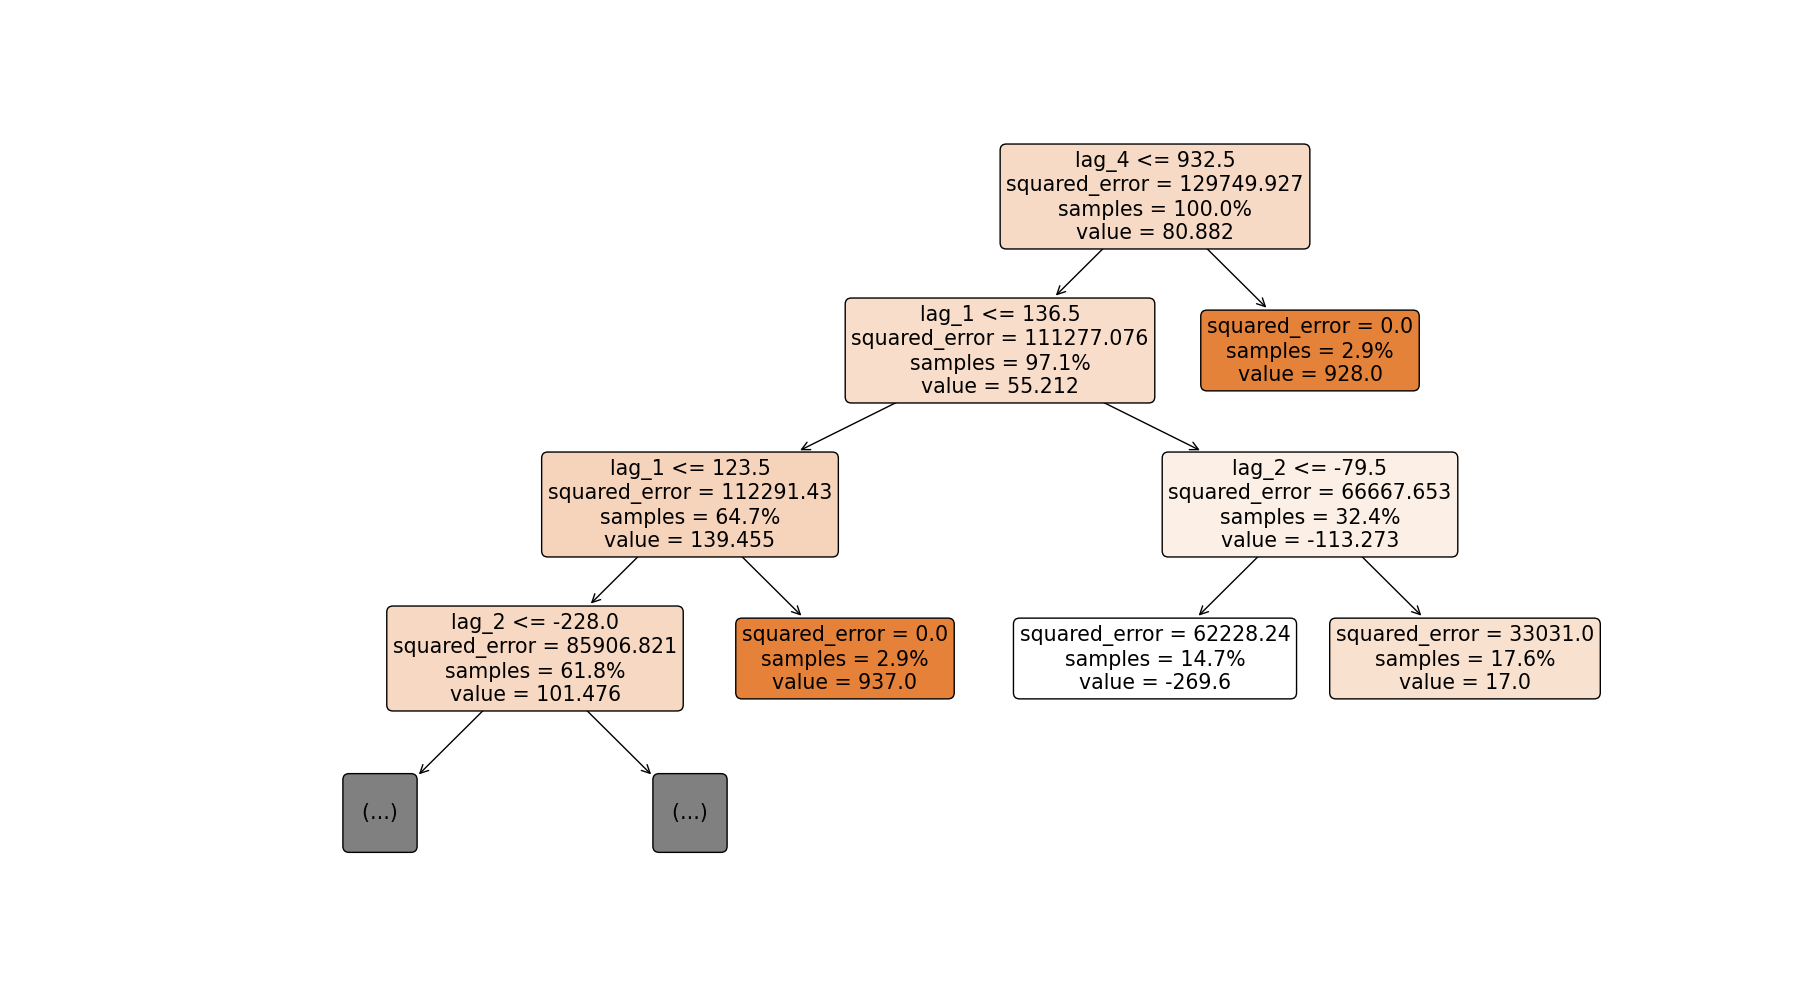 lag_4 <= 932.5
squared_error = 129749.927
samples = 100.0%
value = 80.882
lag_1 <= 136.5
squared_error = 111277.076
samples = 97.1%
value = 55.212
squared_error = 0.0
samples = 2.9%
value = 928.0
lag_1 <= 123.5
squared_error = 112291.43
samples = 64.7%
value = 139.455
lag_2 <= -79.5
squared_error = 66667.653
samples = 32.4%
value = -113.273
lag_2 <= -228.0
squared_error = 85906.821
samples = 61.8%
value = 101.476
squared_error = 0.0
samples = 2.9%
value = 937.0
squared_error = 62228.24
samples = 14.7%
value = -269.6
squared_error = 33031.0
samples = 17.6%
value = 17.0
(...)
(...)